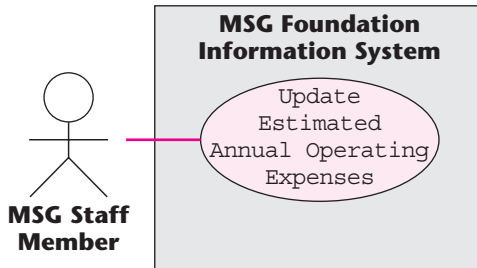 MSG Foundation
Information System
Update
Estimated
Annual Operating
Expenses
MSG Staff
Member